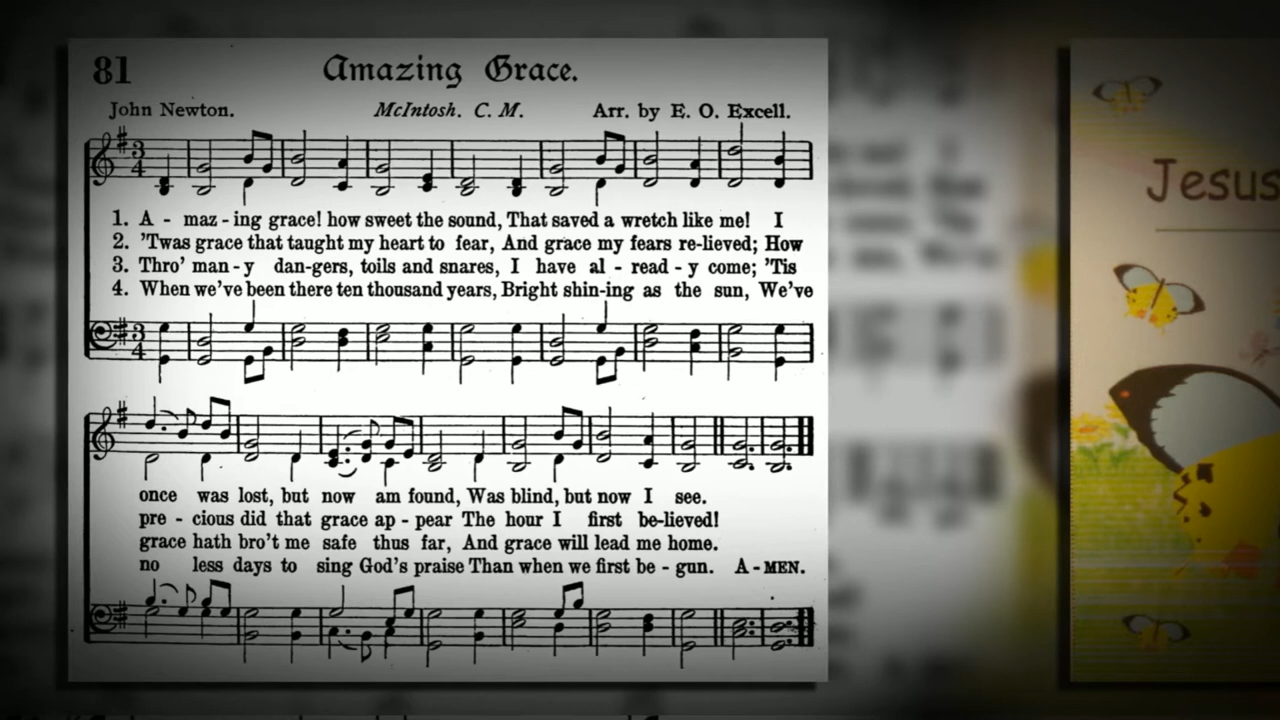 81
Amazing Grace.
John Newton. McIntosh. C. M. Arr. by E. O. Excell.
1. A - maz - ing grace! how sweet the sound, That saved a wretch like me! I
2. 'Twas grace that taught my heart to fear, And grace my fears re-lieved; How
3. Thro' man - y dan-gers, toils and snares, I have al - read - y come; 'Tis
4. When we've been there ten thousand years, Bright shin-ing as the sun, We've
once was lost, but now am found, Was blind, but now I see.
pre - cious did that grace ap - pear The hour I first be-lieved!
grace hath bro't me safe thus far, And grace will lead me home.
no less days to sing God's praise Than when we first be - gun. A - MEN.
Jesus